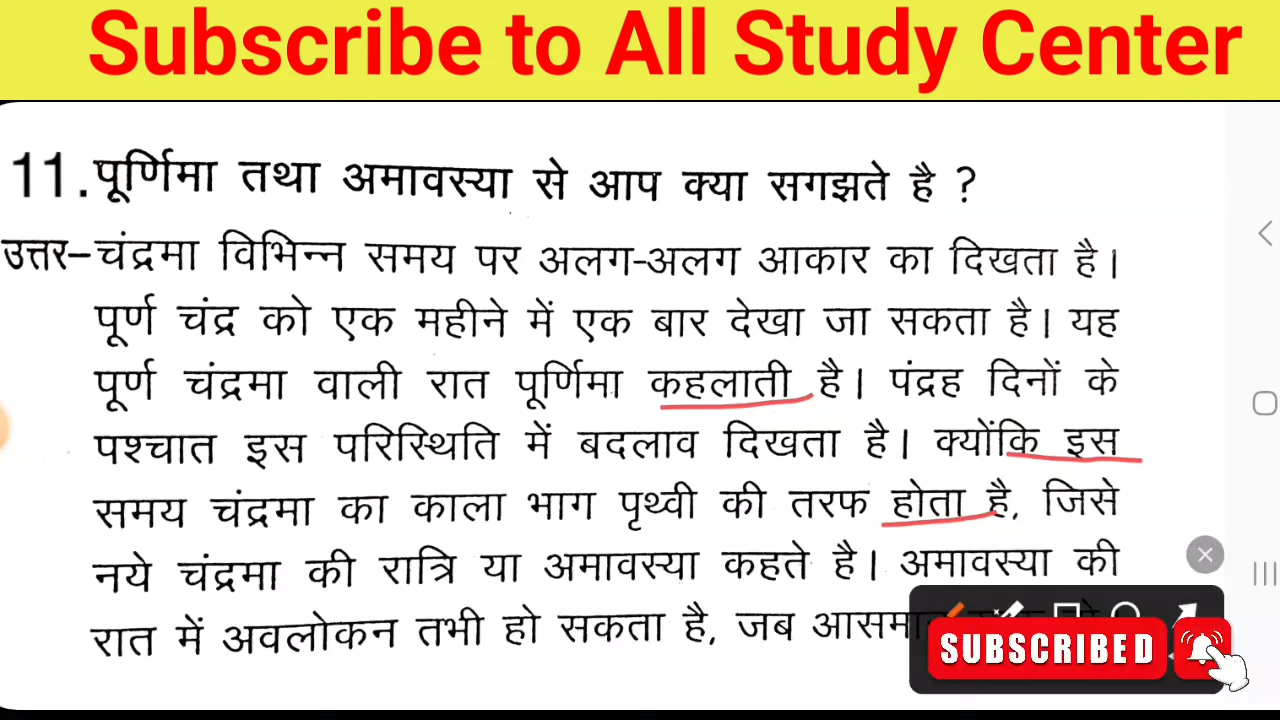 Subscribe to All Study Center
11. पूर्णिमा तथा अमावस्या से आप क्या सगझते है ?
उत्तर– चंद्रमा विभिन्न समय पर अलग-अलग आकार का दिखता है।
पूर्ण चंद्र को एक महीने में एक बार देखा जा सकता है। यह
पूर्ण चंद्रमा वाली रात पूर्णिमा कहलाती है। पंद्रह दिनों के
पश्चात इस परिस्थिति में बदलाव दिखता है। क्योंकि इस
समय चंद्रमा का काला भाग पृथ्वी की तरफ होता है, जिसे
नये चंद्रमा की रात्रि या अमावस्या कहते है। अमावस्या की
रात में अवलोकन तभी हो सकता है, जब
SUBSCRIBED